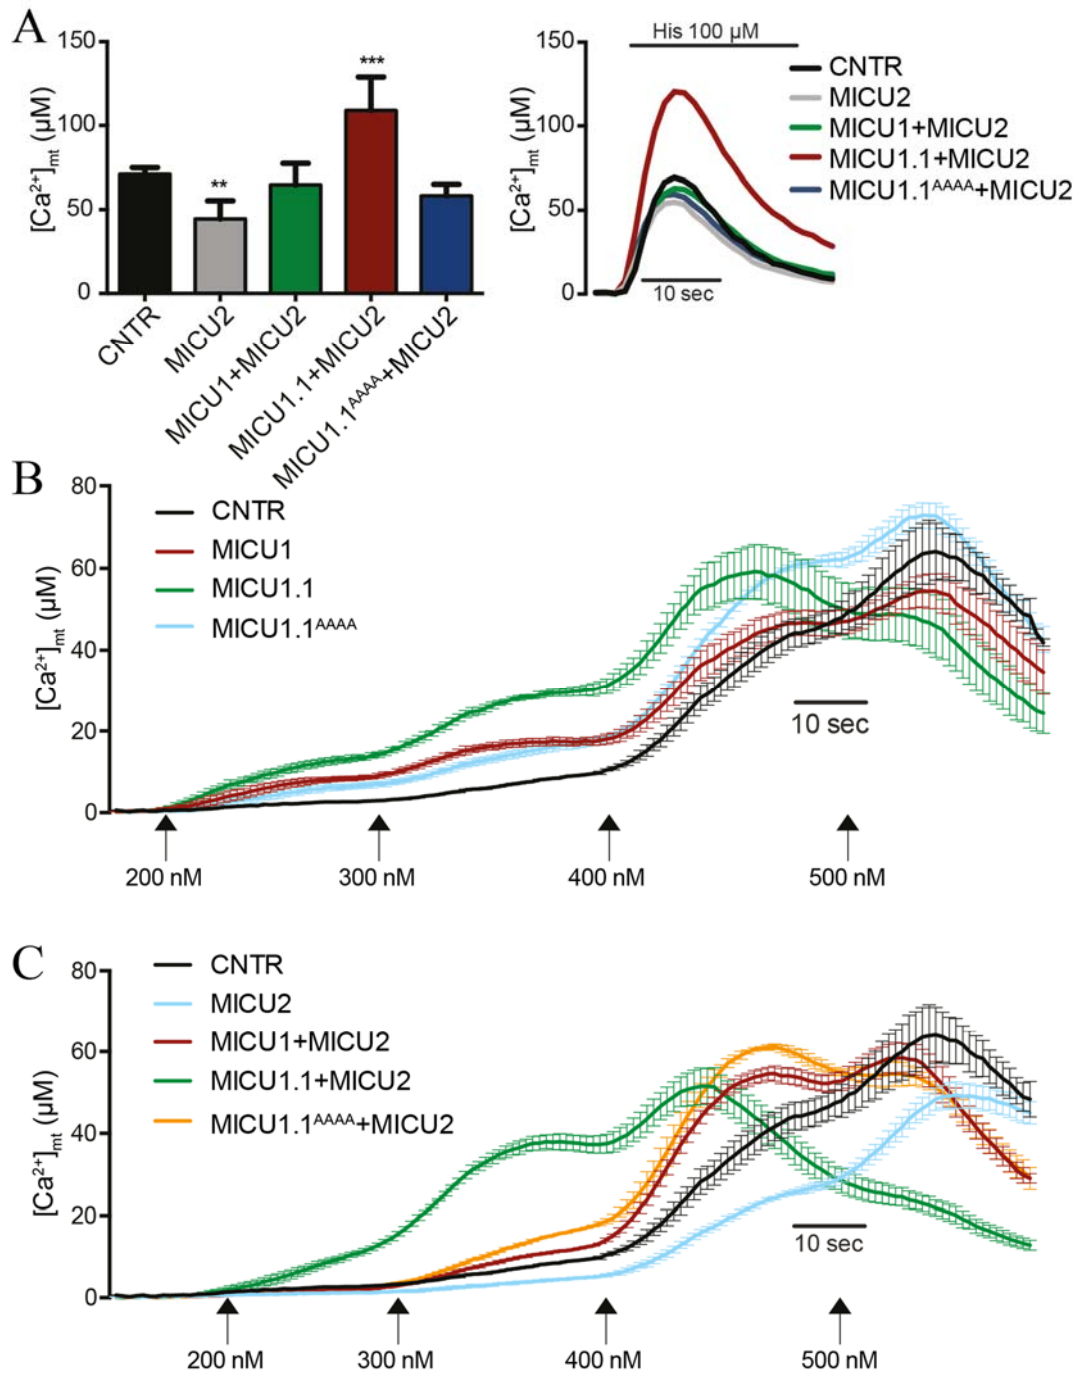 A
[Ca²⁺]mt (µM)
150
100
50
0
**
***
CNTR
MICU2
MICU1+MICU2
MICU1.1+MICU2
MICU1.1ᴬᴬᴬᴬ+MICU2
[Ca²⁺]mt (µM)
150
100
50
0
His 100 µM
10 sec
CNTR
MICU2
MICU1+MICU2
MICU1.1+MICU2
MICU1.1ᴬᴬᴬᴬ+MICU2
B
[Ca²⁺]mt (µM)
80
60
40
20
0
CNTR
MICU1
MICU1.1
MICU1.1ᴬᴬᴬᴬ
10 sec
200 nM
300 nM
400 nM
500 nM
C
[Ca²⁺]mt (µM)
80
60
40
20
0
CNTR
MICU2
MICU1+MICU2
MICU1.1+MICU2
MICU1.1ᴬᴬᴬᴬ+MICU2
10 sec
200 nM
300 nM
400 nM
500 nM